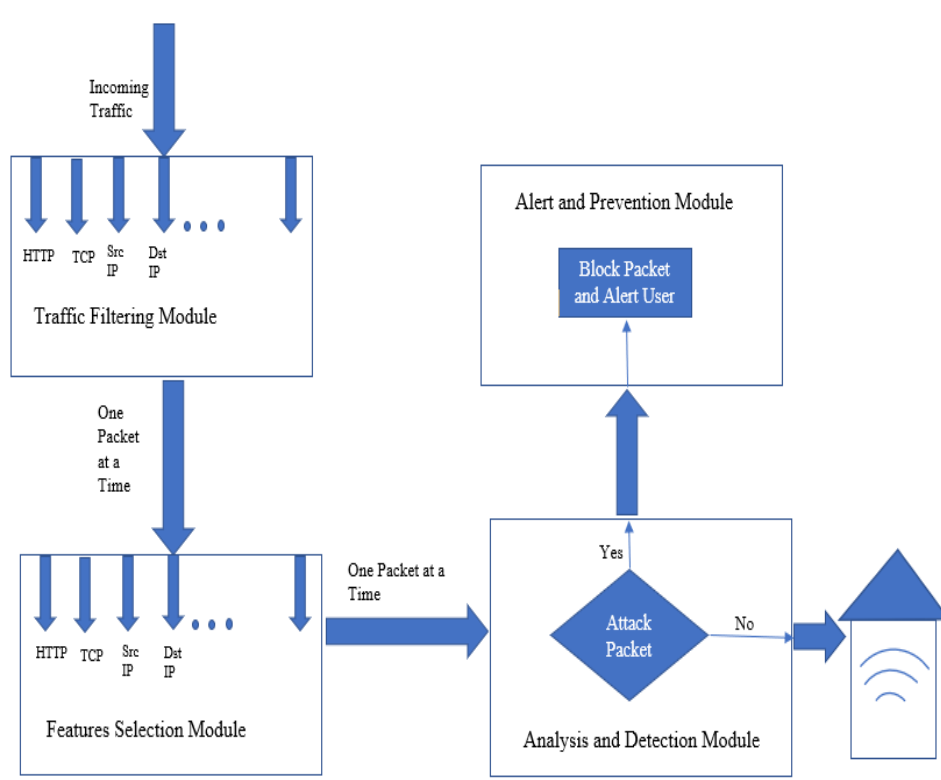 Incoming
Traffic
HTTP
TCP
Src
IP
Dst
IP
Traffic Filtering Module
One
Packet
at a
Time
HTTP
TCP
Src
IP
Dst
IP
Features Selection Module
One Packet at a
Time
Alert and Prevention Module
Block Packet
and Alert User
Yes
Attack
Packet
No
Analysis and Detection Module